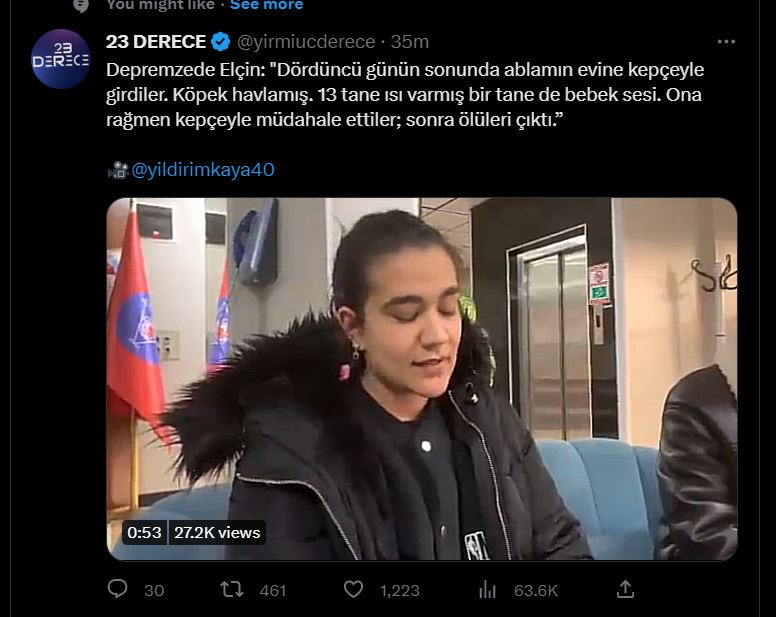 You might like · See more
23 DERECE @yirmiucderece · 35m
23
DERECE
Depremzede Elçin: "Dördüncü günün sonunda ablamın evine kepçeyle
girdiler. Köpek havlamış. 13 tane ısı varmış bir tane de bebek sesi. Ona
rağmen kepçeyle müdahale ettiler; sonra ölüleri çıktı.”
@yildirimkaya40
0:53 27.2K views
30 461 1,223 63.6K